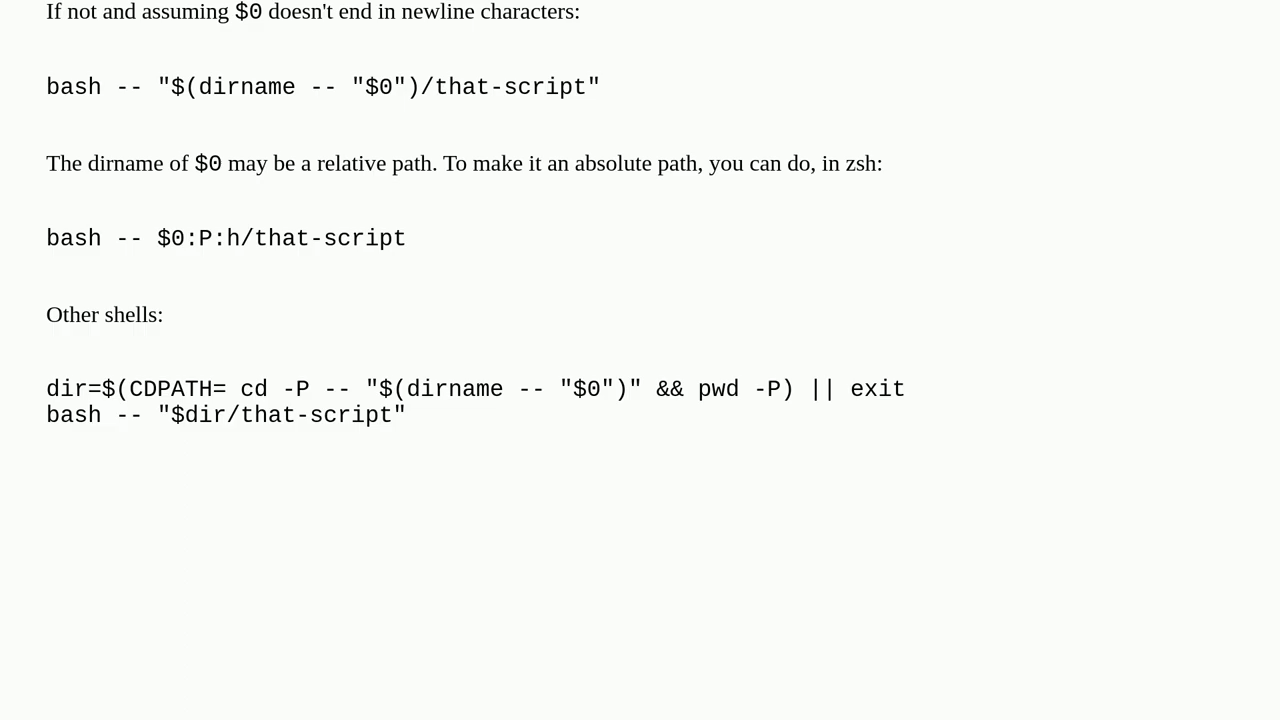 If not and assuming $0 doesn't end in newline characters:
bash -- "$(dirname -- "$0")/that-script"
The dirname of $0 may be a relative path. To make it an absolute path, you can do, in zsh:
bash -- $0:P:h/that-script
Other shells:
dir=$(CDPATH= cd -P -- "$(dirname -- "$0")" && pwd -P) || exit
bash -- "$dir/that-script"